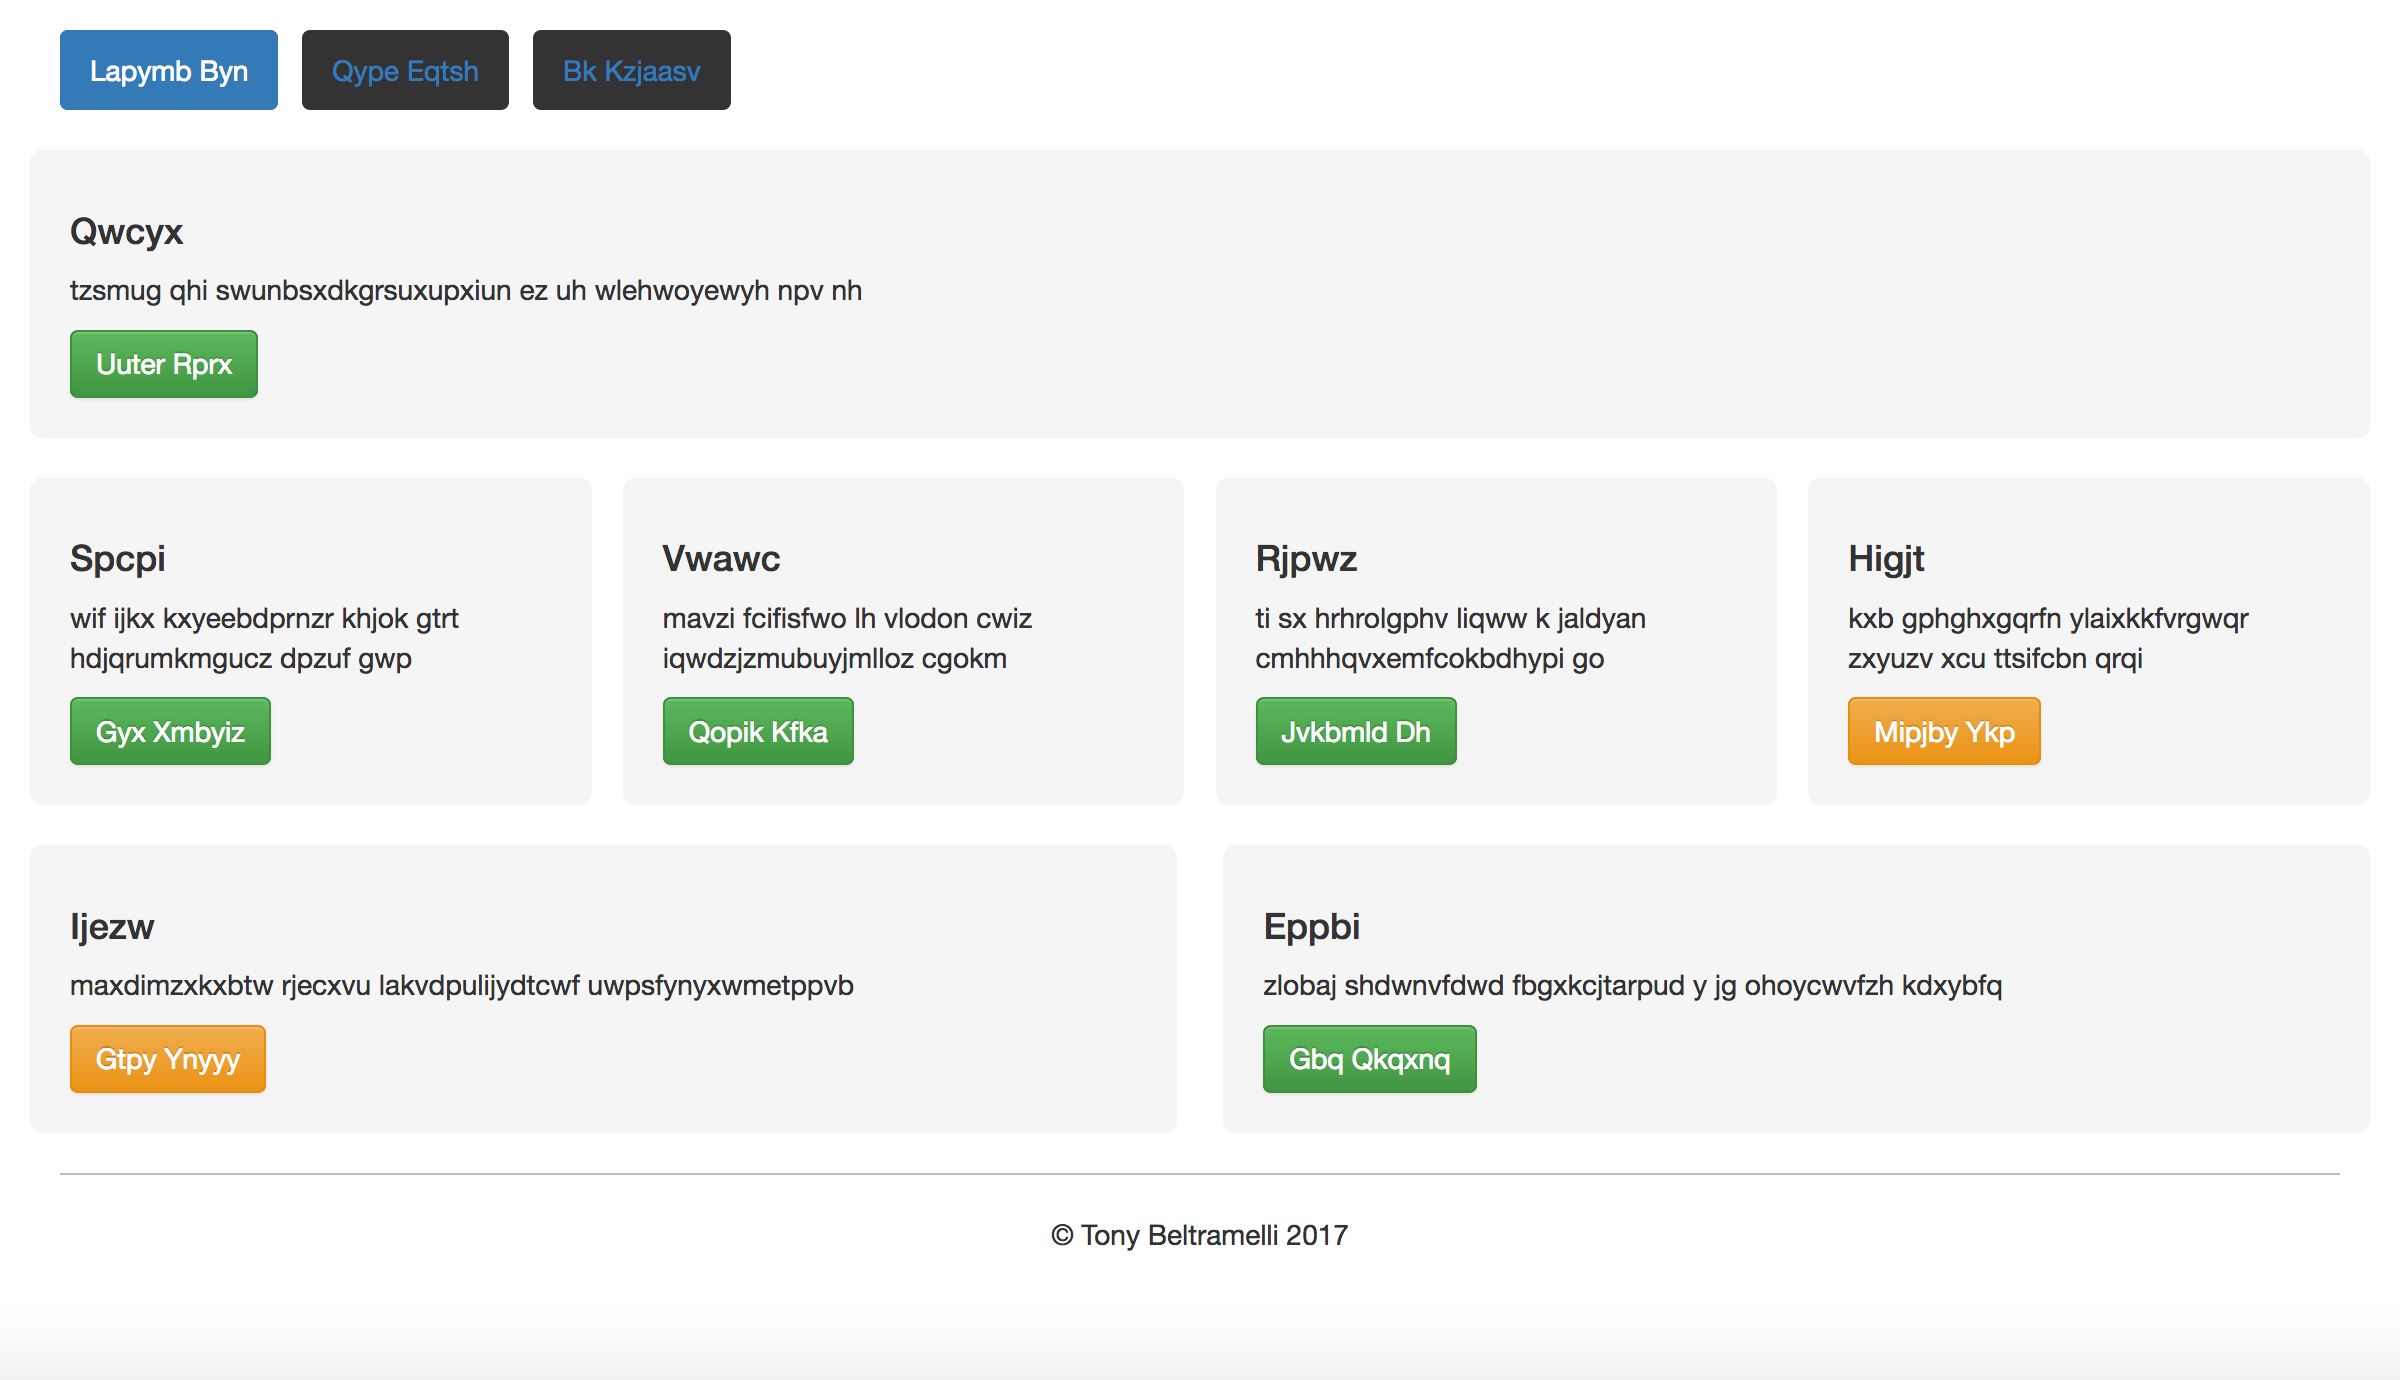 Lapymb Byn
Qype Eqtsh
Bk Kzjaasv
Qwcyx
tzsmug qhi swunbsxdkgrsuxupxiun ez uh wlehwoyewyh npv nh
Uuter Rprx
Spcpi
wif ijkx kxyeebdprnzr khjok gtrt
hdjqrumkmgucz dpzuf gwp
Gyx Xmbyiz
Vwawc
mavzi fcifisfwo lh vlodon cwiz
iqwdzjzmubuyjmlloz cgokm
Qopik Kfka
Rjpwz
ti sx hrhrolgphv liqww k jaldyan
cmhhhqvxemfcokbdhypi go
Jvkbmld Dh
Higjt
kxb gphghxgqrfn ylaixkkfvrgwqr
zxyuzv xcu ttsifcbn qrqi
Mipjby Ykp
Ijezw
maxdimzxkxbtw rjecxvu lakvdpulijydtcwf uwpsfynyxwmetppvb
Gtpy Ynyyy
Eppbi
zlobaj shdwnvfdwd fbgxkcjtarpud y jg ohoycwvfzh kdxybfq
Gbq Qkqxnq
© Tony Beltramelli 2017